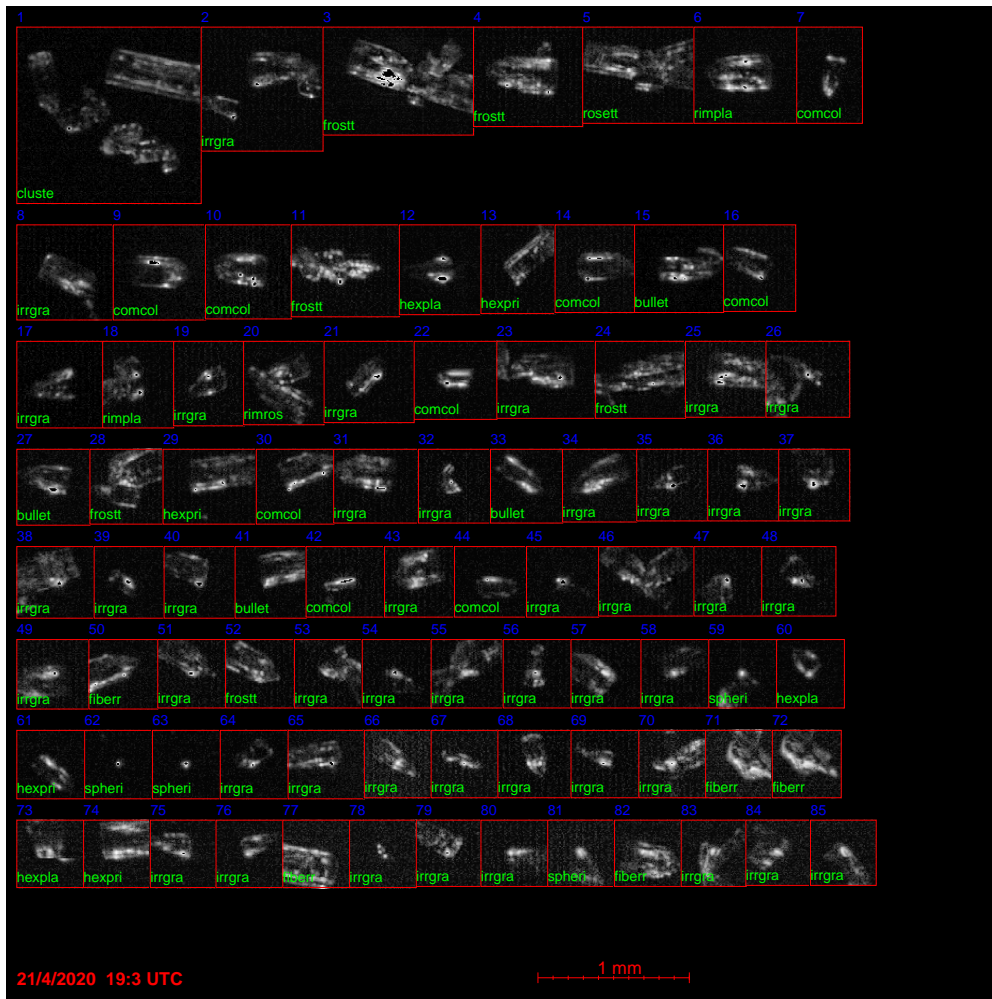 1 2 3 4 5 6 7
cluste irrgra frostt frostt rosett rimpla comcol
8 9 10 11 12 13 14 15 16
irrgra comcol comcol frostt hexpla hexpri comcol bullet comcol
17 18 19 20 21 22 23 24 25 26
irrgra rimpla irrgra rimros irrgra comcol irrgra frostt irrgra irrgra
27 28 29 30 31 32 33 34 35 36 37
bullet frostt hexpri comcol irrgra irrgra bullet irrgra irrgra irrgra irrgra
38 39 40 41 42 43 44 45 46 47 48
irrgra irrgra irrgra bullet comcol irrgra comcol irrgra irrgra irrgra irrgra
49 50 51 52 53 54 55 56 57 58 59 60
irrgra fiberr irrgra frostt irrgra irrgra irrgra irrgra irrgra irrgra spheri hexpla
61 62 63 64 65 66 67 68 69 70 71 72
hexpri spheri spheri irrgra irrgra irrgra irrgra irrgra irrgra irrgra fiberr fiberr
73 74 75 76 77 78 79 80 81 82 83 84 85
hexpla hexpri irrgra irrgra fiberr irrgra irrgra irrgra spheri fiberr irrgra irrgra irrgra
1 mm
21/4/2020 19:3 UTC